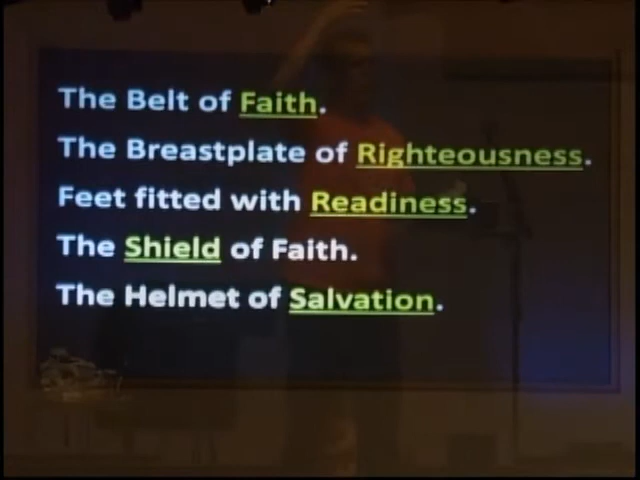 The Belt of Faith.
The Breastplate of Righteousness.
Feet fitted with Readiness.
The Shield of Faith.
The Helmet of Salvation.